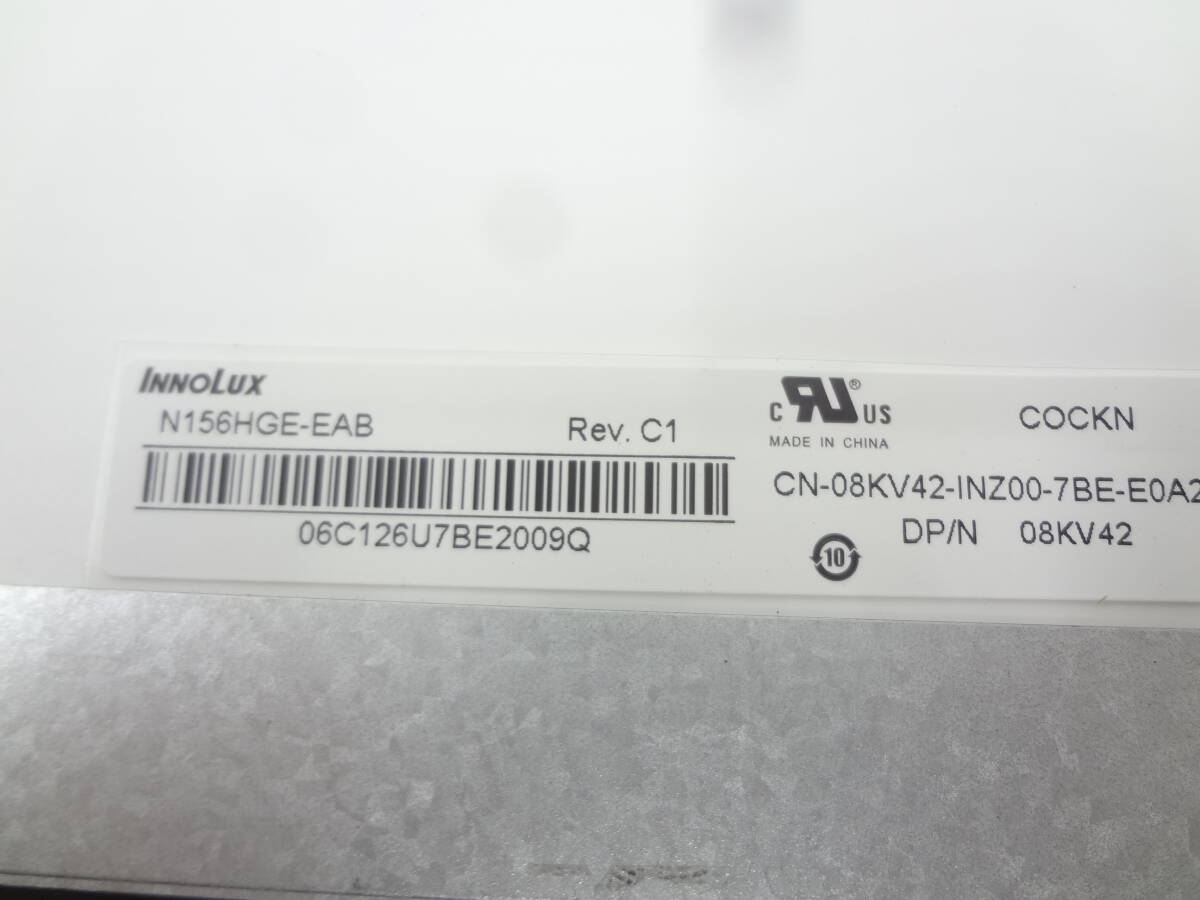 INNOLUX
N156HGE-EAB Rev. C1
06C126U7BE2009Q
C RU® US
MADE IN CHINA
COCKN
CN-08KV42-INZ00-7BE-E0A2
DP/N 08KV42
10